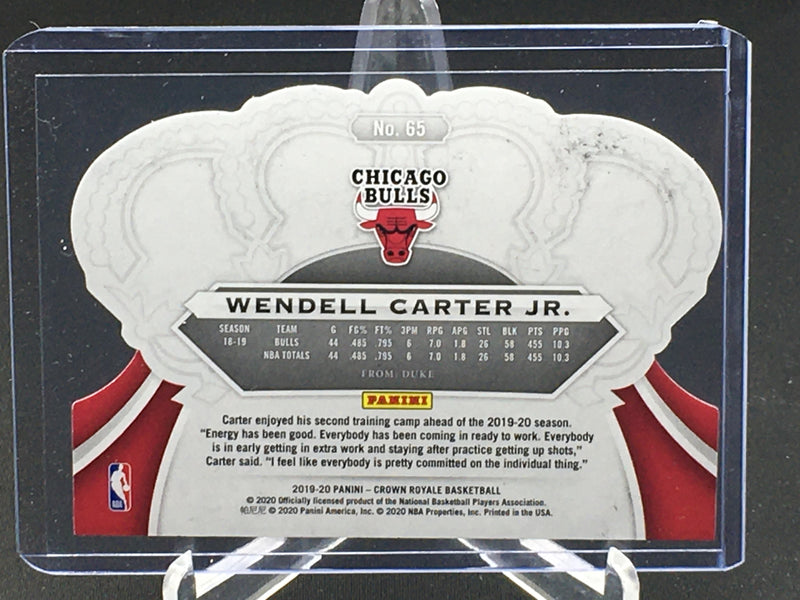 No. 65
CHICAGO
BULLS
WENDELL CARTER JR.
SEASON TEAM G FG% FT% 3PM RPG APG STL BLK PTS PPG
18-19 BULLS 44 .485 .795 6 7.0 1.8 26 58 455 10.3
NBA TOTALS 44 .485 .795 6 7.0 1.8 26 58 455 10.3
FROM: DUKE
PANINI
Carter enjoyed his second training camp ahead of the 2019-20 season.
"Energy has been good. Everybody has been coming in ready to work. Everybody
is in early getting in extra work and staying after practice getting up shots,"
Carter said. "I feel like everybody is pretty committed on the individual thing."
NBA
2019-20 PANINI – CROWN ROYALE BASKETBALL
© 2020 Officially licensed product of the National Basketball Players Association.
帕尼尼 © 2020 Panini America, Inc. © 2020 NBA Properties, Inc. Printed in the USA.